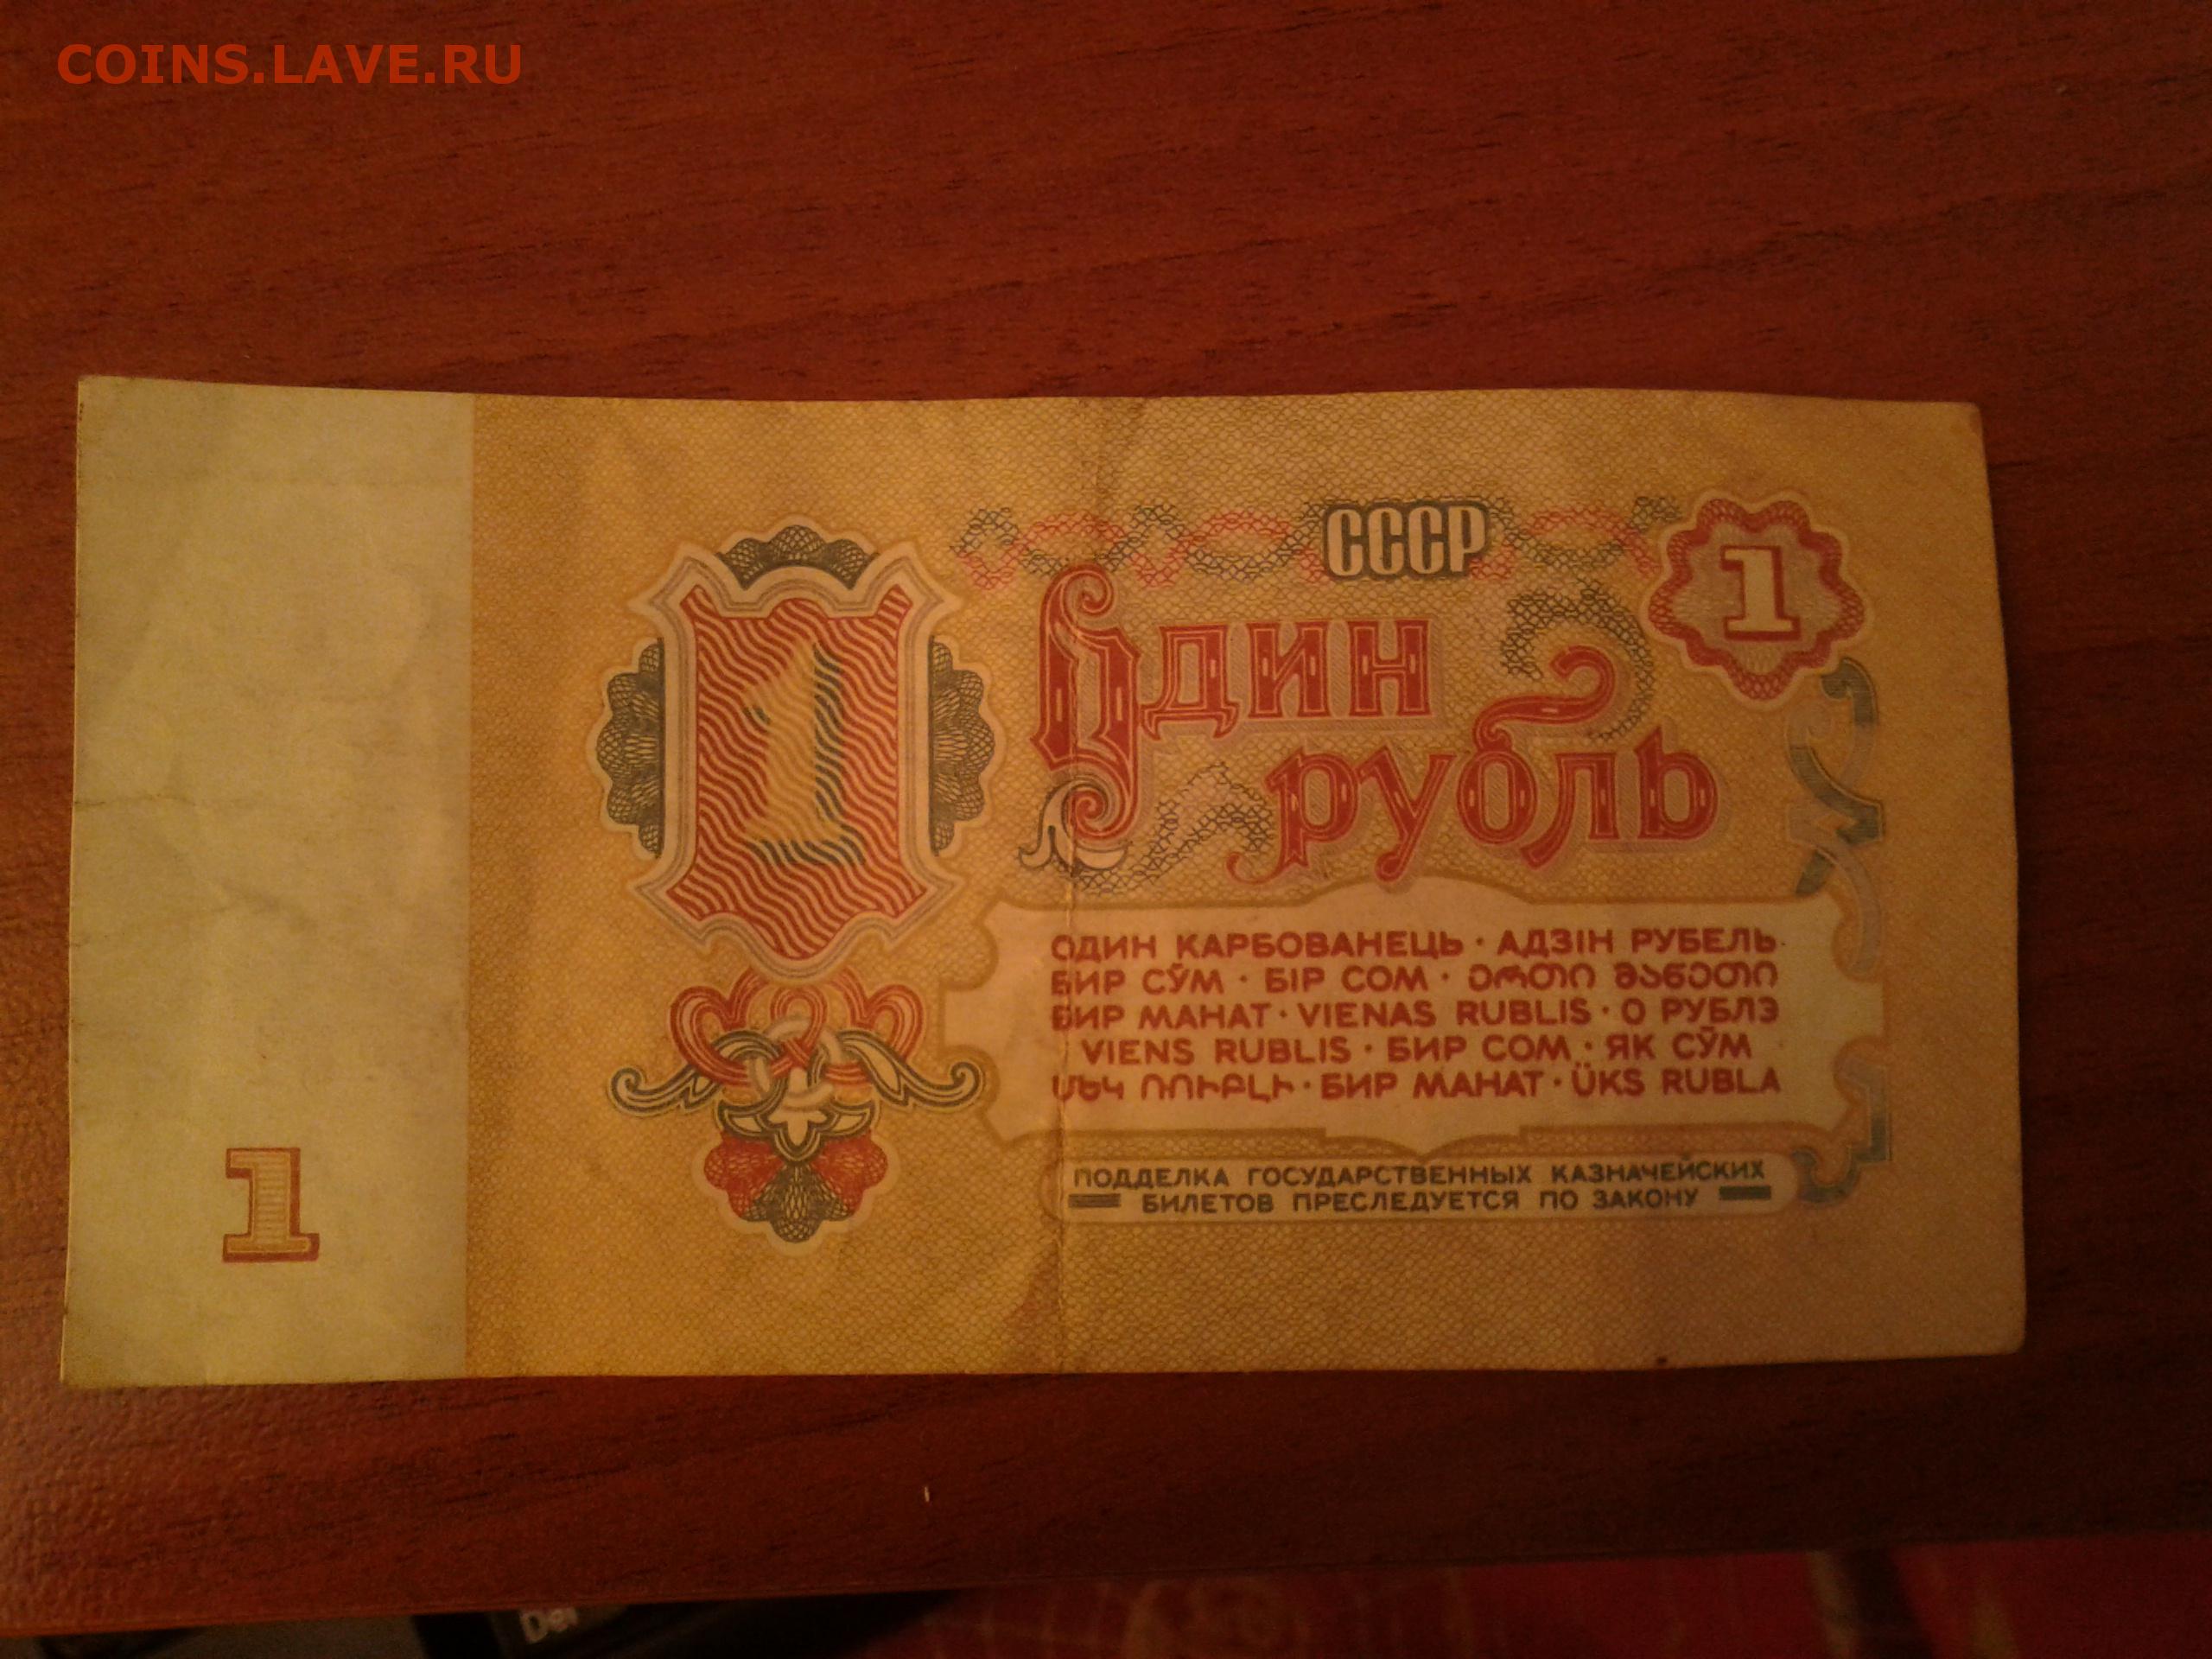 COINS.LAVE.RU
СССР
1
Один
рубль
1
ОДИН КАРБОВАНЕЦЬ · АДЗІН РУБЕЛЬ ·
БИР СЎМ · БІР СОМ · ერთი მანეთი
БИР МАНАТ · VIENAS RUBLIS · О РУБЛЭ
VIENS RUBLIS · БИР СОМ · ЯК СӮМ
ՄԵԿ ՌՈՒԲԼԻ · БИР МАНАТ · ÜKS RUBLA
ПОДДЕЛКА ГОСУДАРСТВЕННЫХ КАЗНАЧЕЙСКИХ
БИЛЕТОВ ПРЕСЛЕДУЕТСЯ ПО ЗАКОНУ
1